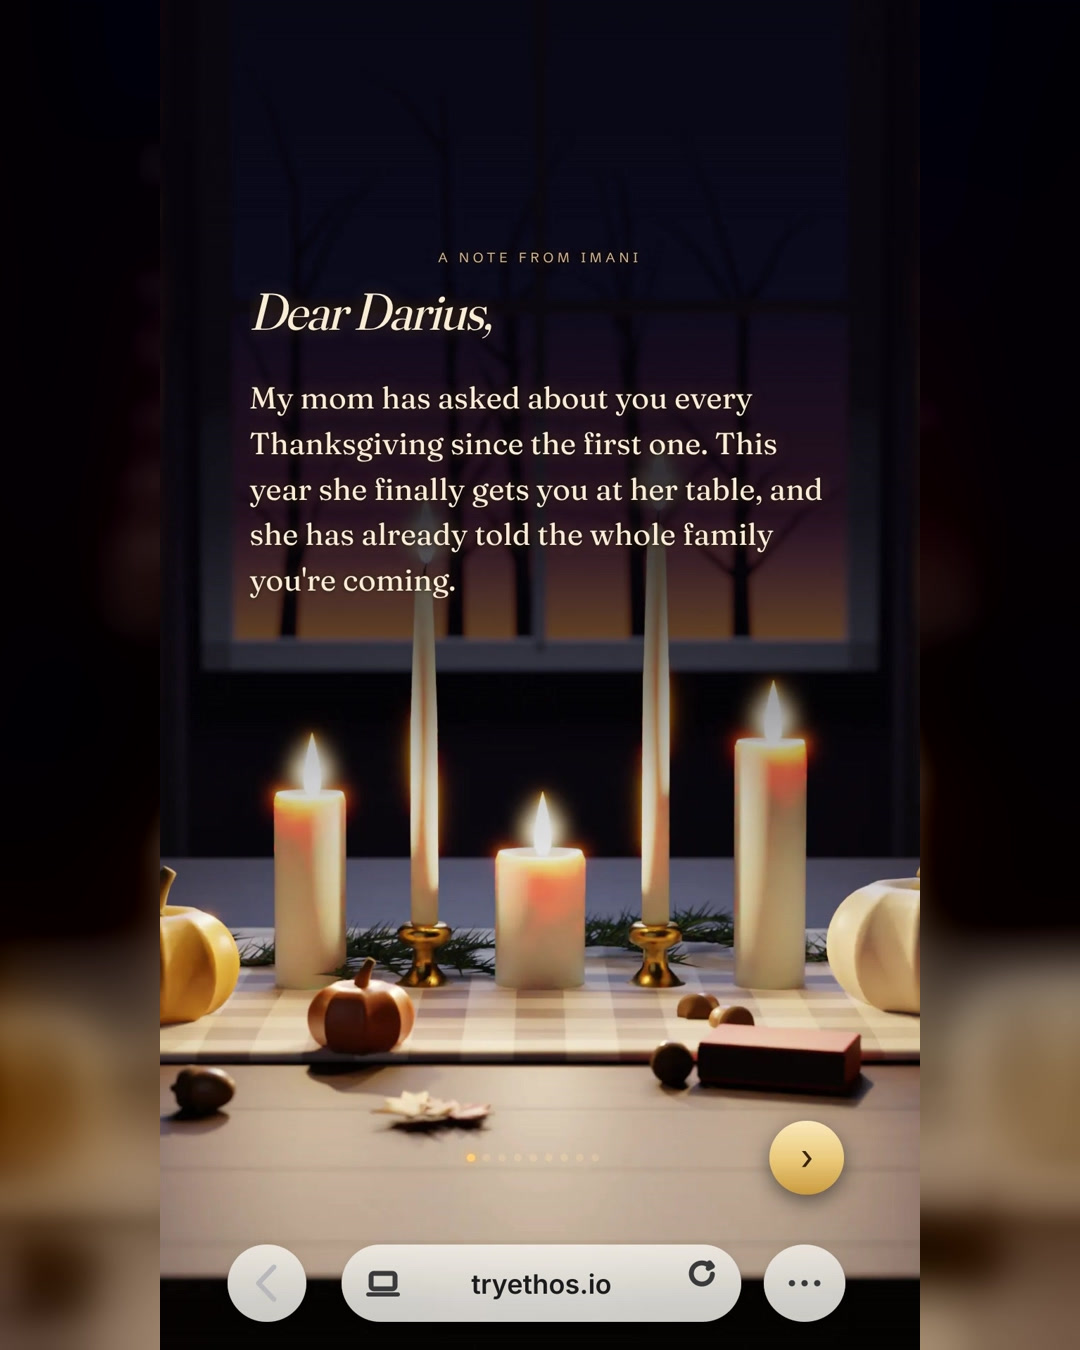 A NOTE FROM IMANI
Dear Darius,
My mom has asked about you every
Thanksgiving since the first one. This
year she finally gets you at her table, and
she has already told the whole family
you're coming.
tryethos.io